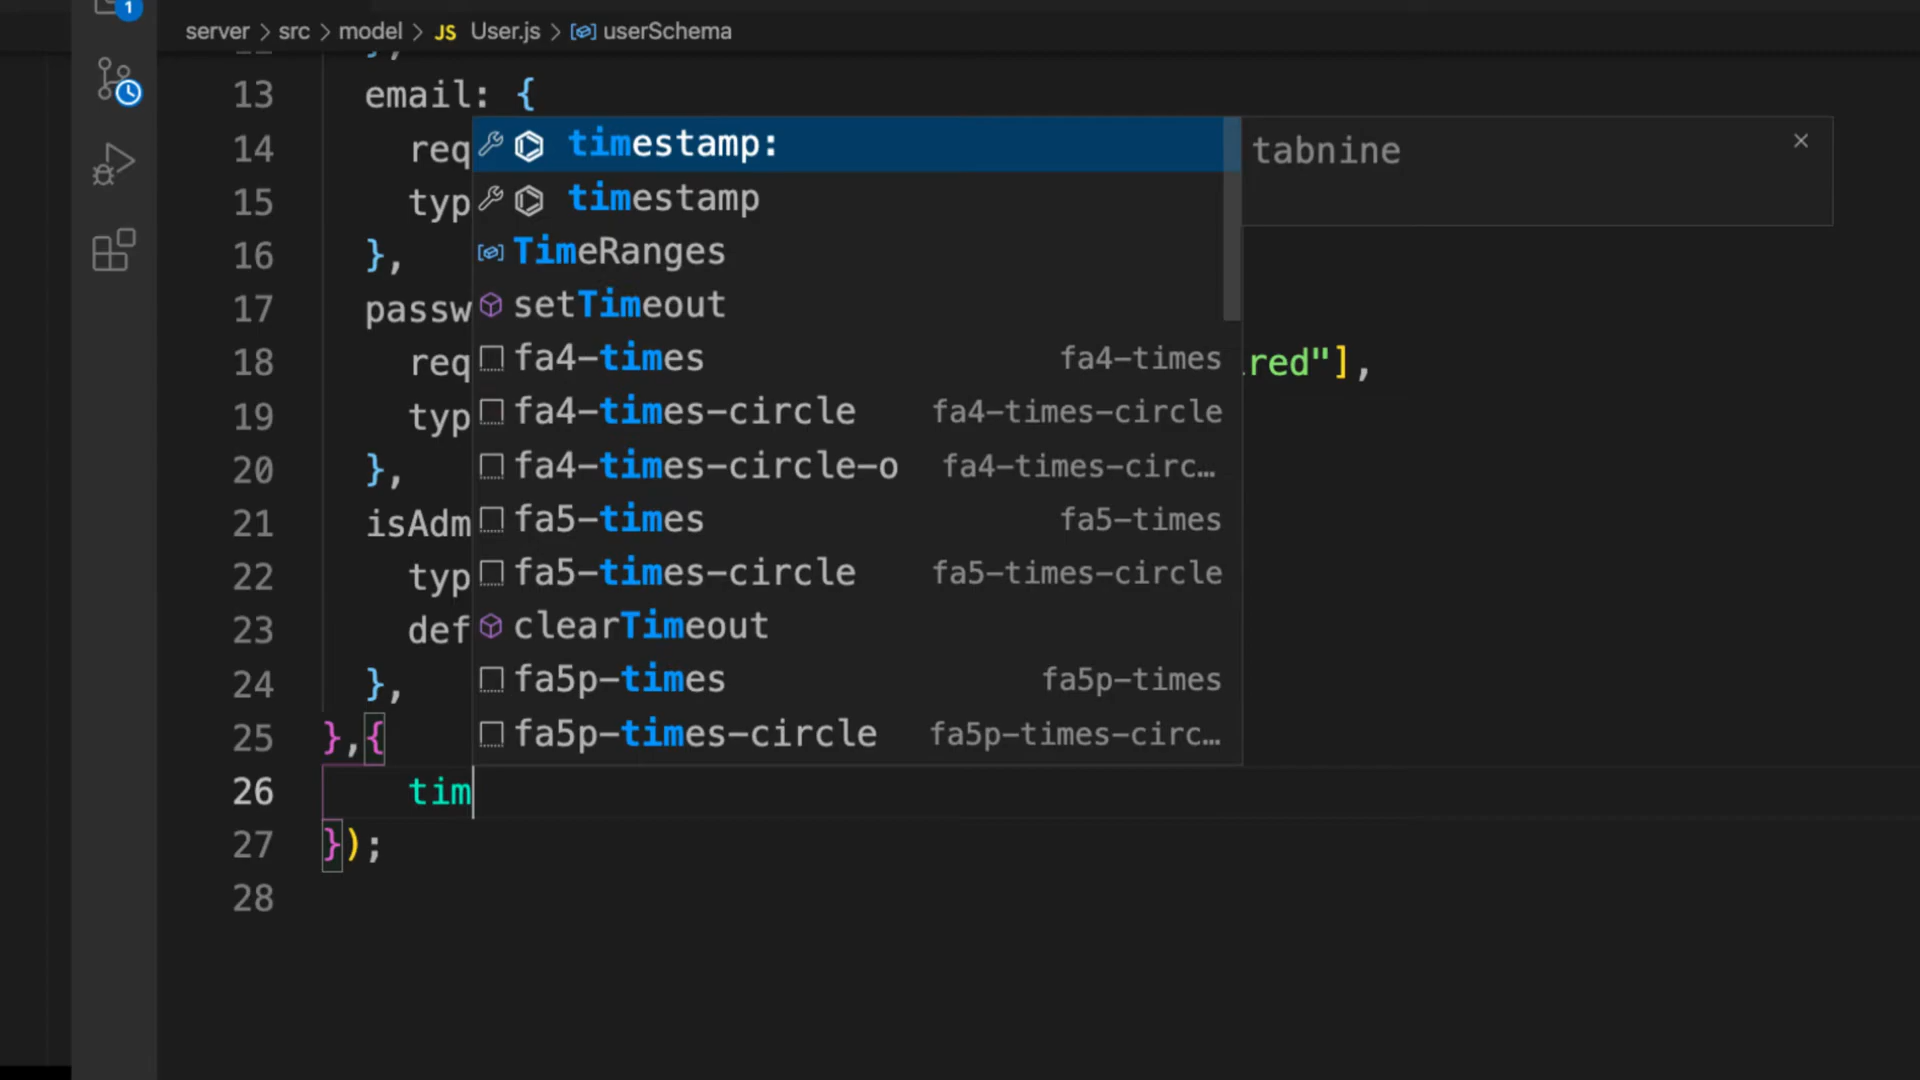 1
server > src > model > JS User.js > userSchema
13 email: {
14 req
15 typ
16 },
17 passw
18 req red"],
19 typ
20 },
21 isAdm
22 typ
23 def
24 },
25 },{
26 tim
27 });
28
timestamp:
timestamp
TimeRanges
setTimeout
fa4-times fa4-times
fa4-times-circle fa4-times-circle
fa4-times-circle-o fa4-times-circ…
fa5-times fa5-times
fa5-times-circle fa5-times-circle
clearTimeout
fa5p-times fa5p-times
fa5p-times-circle fa5p-times-circ…
tabnine